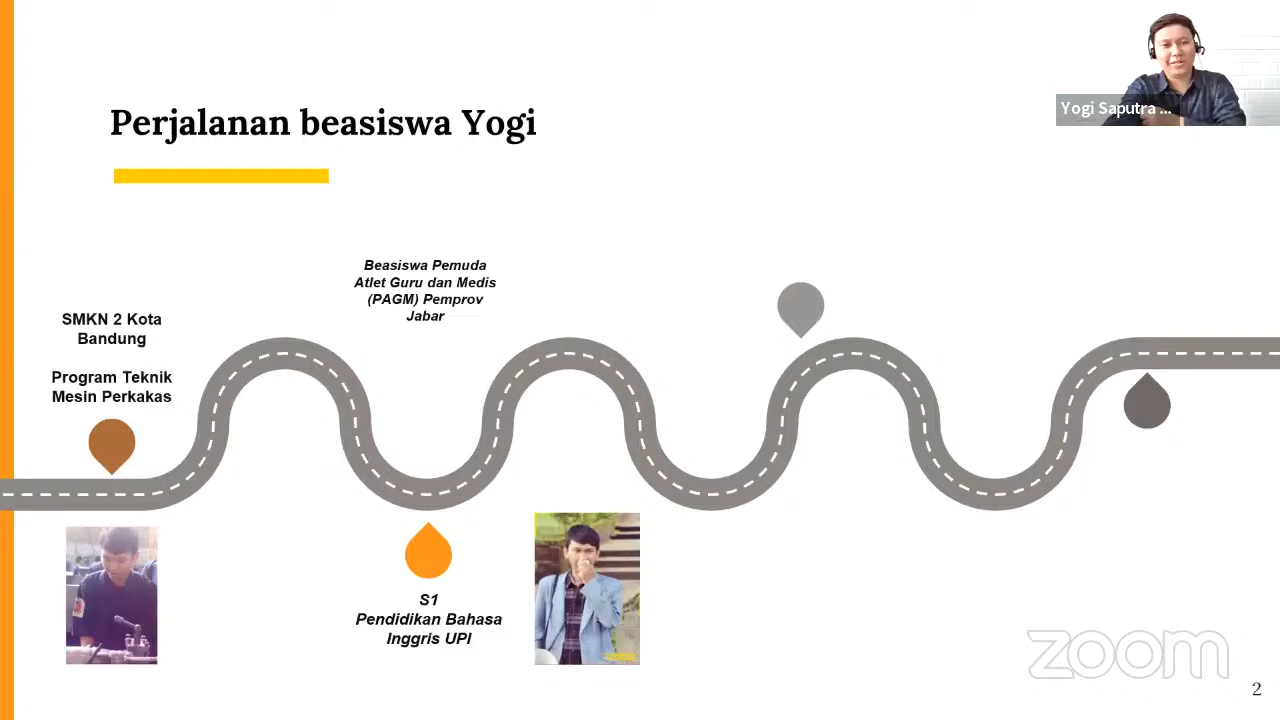 Yogi Saputra ...
Perjalanan beasiswa Yogi
Beasiswa Pemuda
Atlet Guru dan Medis
(PAGM) Pemprov
Jabar
SMKN 2 Kota
Bandung
Program Teknik
Mesin Perkakas
S1
Pendidikan Bahasa
Inggris UPI
zoom
2